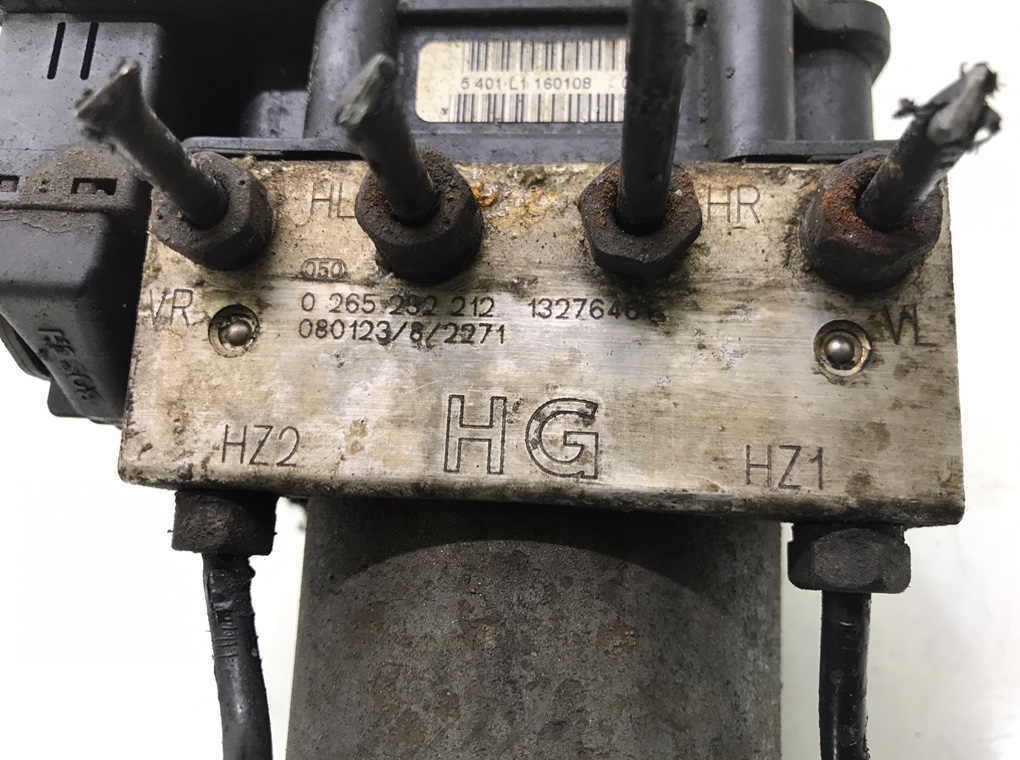 5 401-L1 160108
HL
HR
050
VR
0 265 232 212 1327646
VL
080123/8/2271
HG
HZ2
HZ1